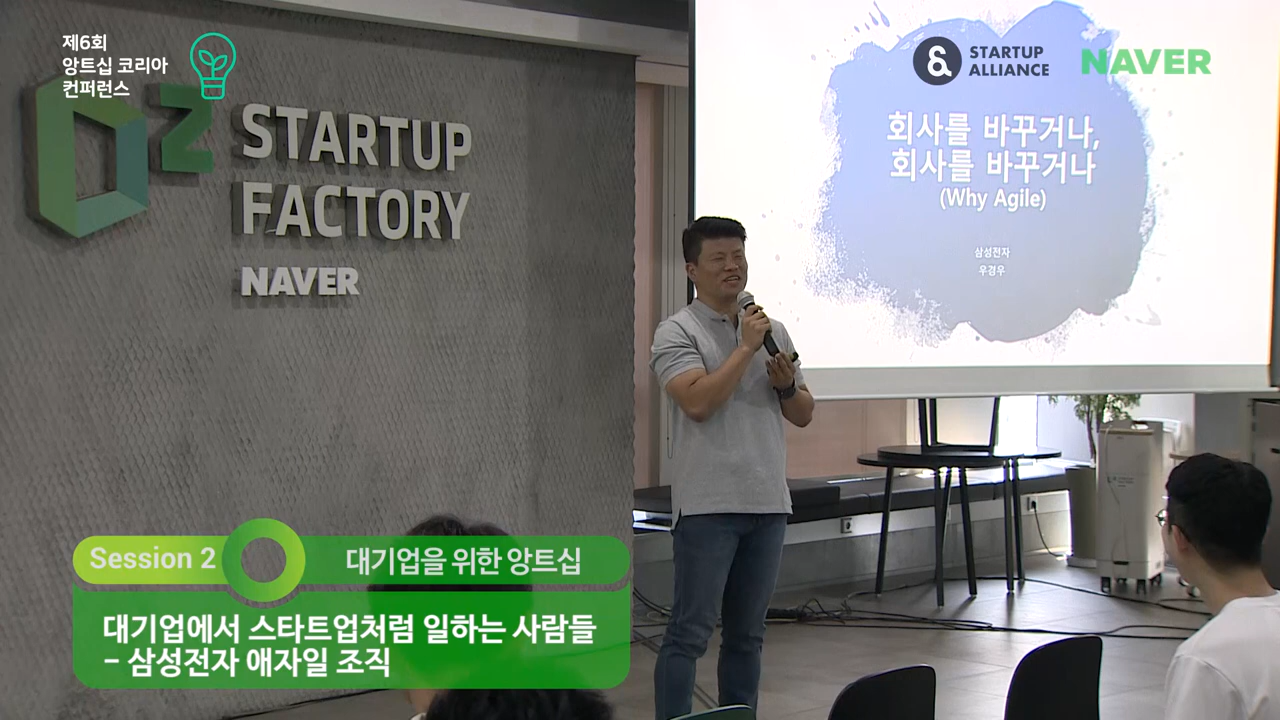 제6회
앙트십 코리아
컨퍼런스
D2 STARTUP
FACTORY
NAVER
& STARTUP
ALLIANCE
NAVER
회사를 바꾸거나,
회사를 바꾸거나
(Why Agile)
삼성전자
우경우
Session 2
대기업을 위한 앙트십
대기업에서 스타트업처럼 일하는 사람들
- 삼성전자 애자일 조직